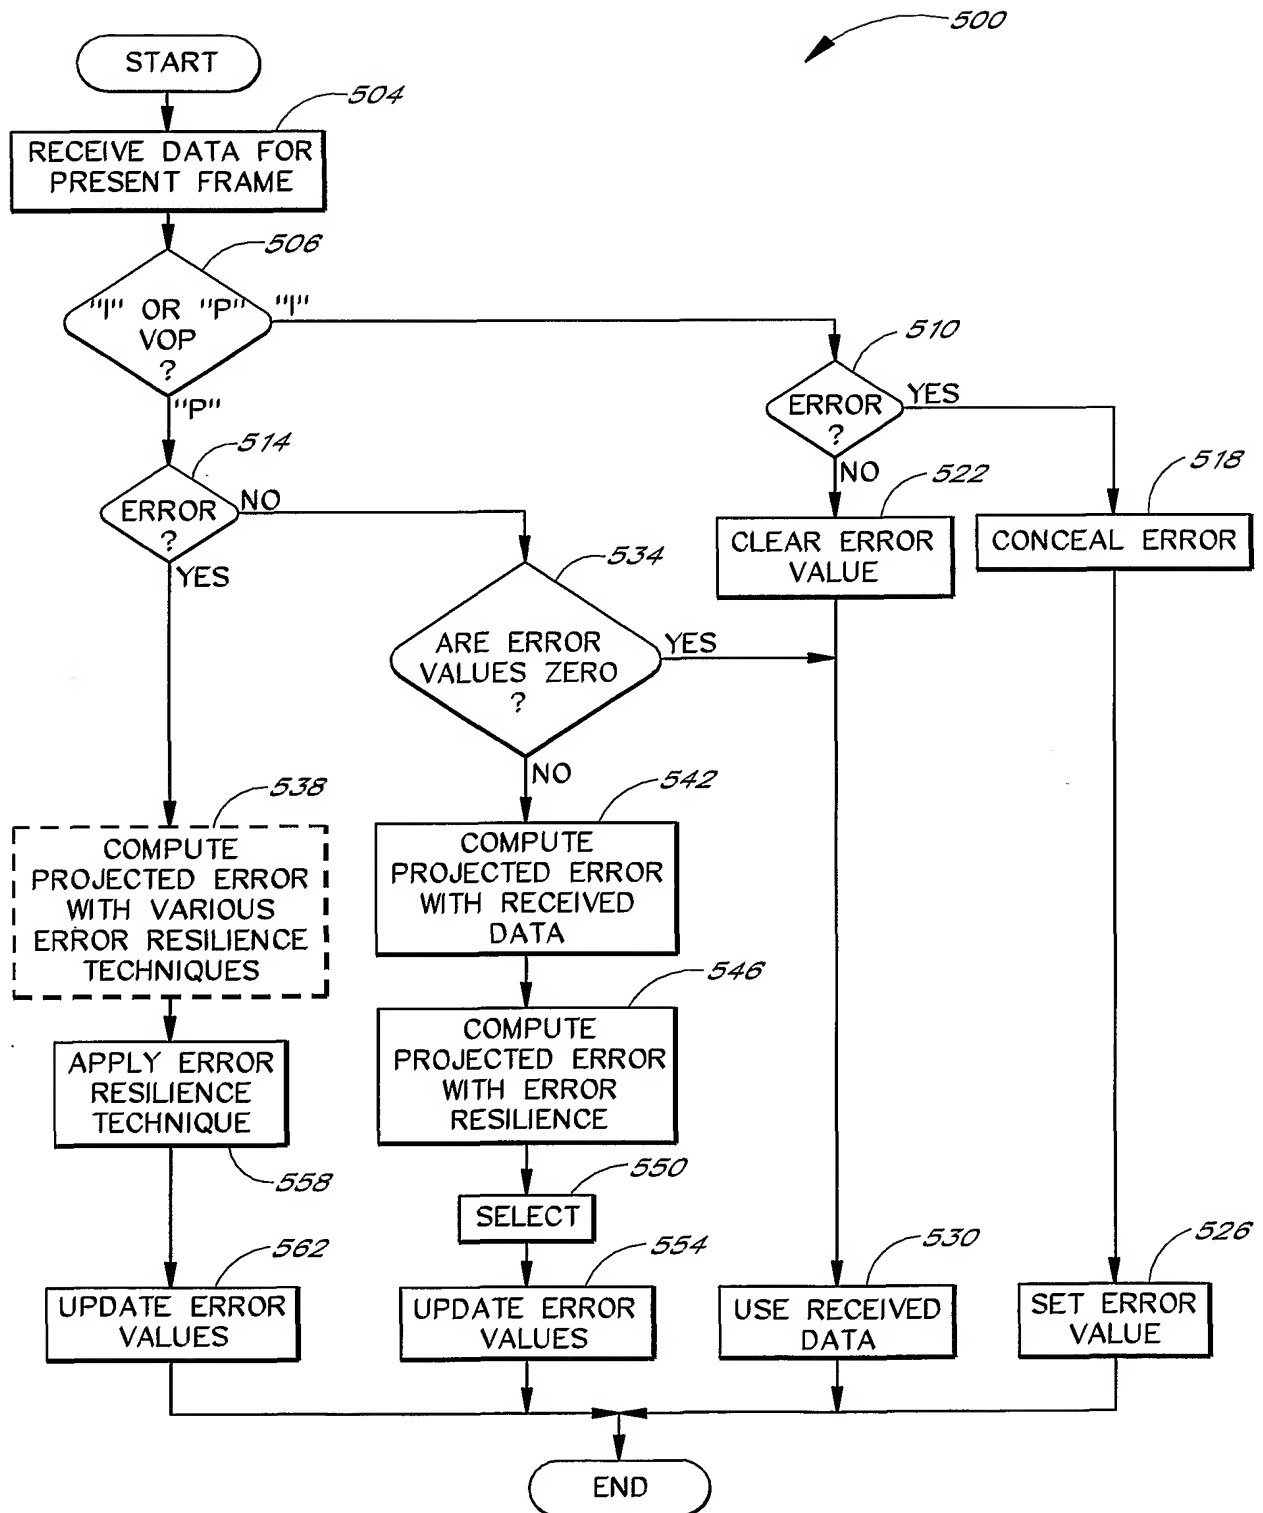 500
START
504
RECEIVE DATA FOR
PRESENT FRAME
506
"I" OR "P"
VOP
?
"I"
"P"
510
ERROR
?
YES
NO
514
ERROR
?
NO
YES
518
CONCEAL ERROR
522
CLEAR ERROR
VALUE
534
ARE ERROR
VALUES ZERO
?
YES
NO
538
COMPUTE
PROJECTED ERROR
WITH VARIOUS
ERROR RESILIENCE
TECHNIQUES
542
COMPUTE
PROJECTED ERROR
WITH RECEIVED
DATA
546
COMPUTE
PROJECTED ERROR
WITH ERROR
RESILIENCE
APPLY ERROR
RESILIENCE
TECHNIQUE
558
550
SELECT
562
UPDATE ERROR
VALUES
554
UPDATE ERROR
VALUES
530
USE RECEIVED
DATA
526
SET ERROR
VALUE
END